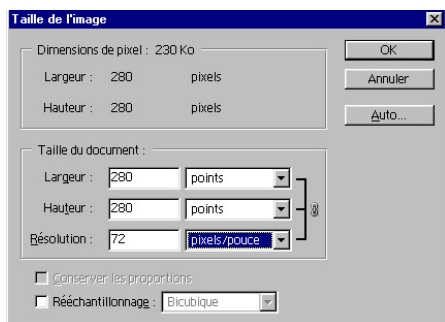 Taille de l'image
Dimensions de pixel : 230 Ko
Largeur : 280 pixels
Hauteur : 280 pixels
OK
Annuler
Auto...
Taille du document :
Largeur : 280 points
Hauteur : 280 points
Résolution : 72 pixels/pouce
Conserver les proportions
Rééchantillonnage : Bicubique